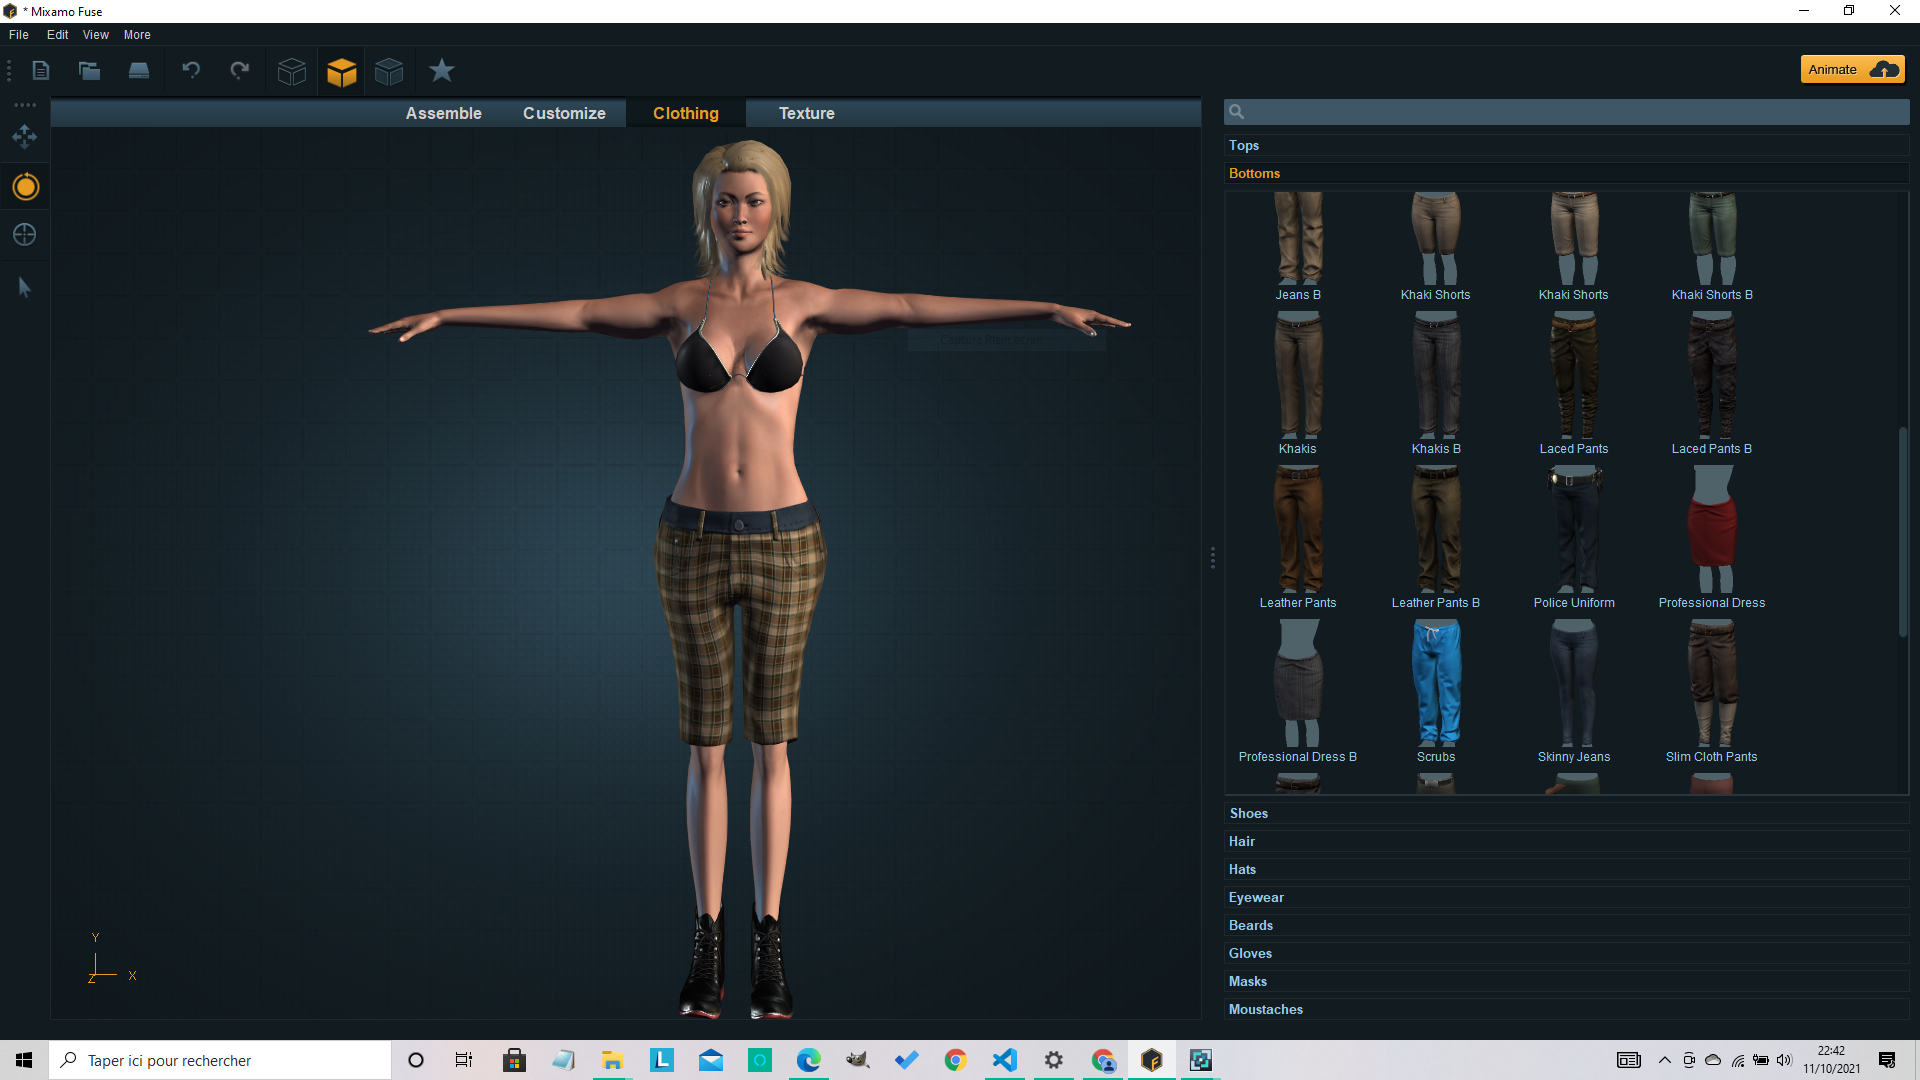 * Mixamo Fuse
File Edit View More
Animate
Assemble Customize Clothing Texture
Tops
Bottoms
Jeans B Khaki Shorts Khaki Shorts Khaki Shorts B
Khakis Khakis B Laced Pants Laced Pants B
Leather Pants Leather Pants B Police Uniform Professional Dress
Professional Dress B Scrubs Skinny Jeans Slim Cloth Pants
Shoes
Hair
Hats
Eyewear
Beards
Gloves
Masks
Moustaches
Y
Z X
Taper ici pour rechercher
22:42
11/10/2021